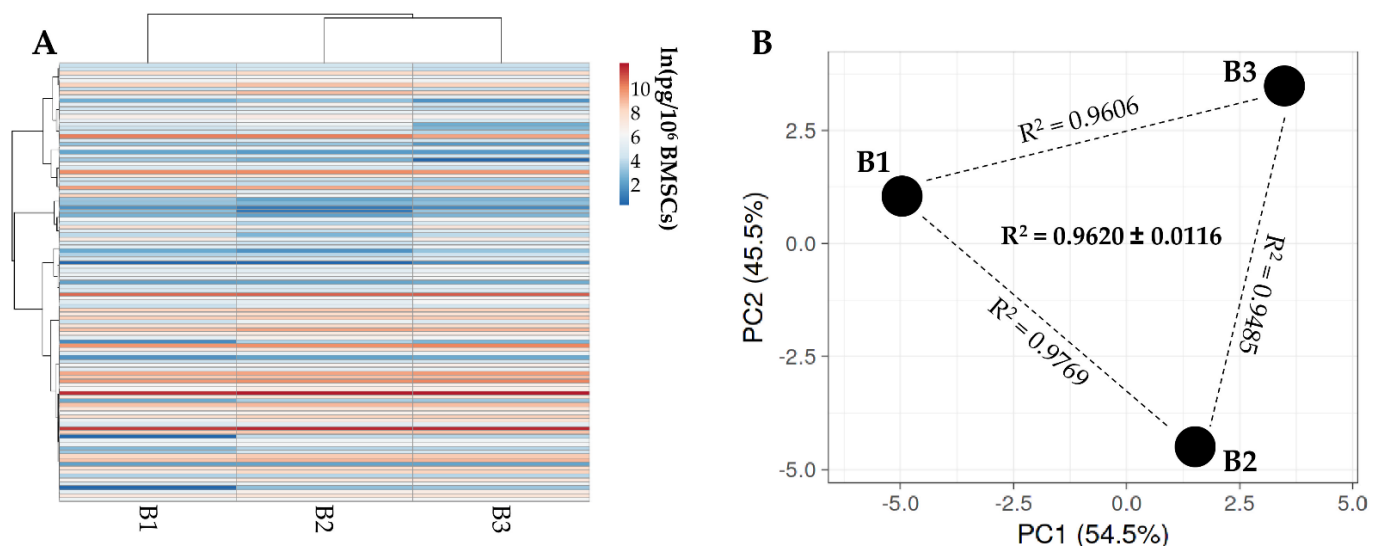 A
ln(pg/10⁶ BMSCs)
10
8
6
4
2
B1
B2
B3
B
PC2 (45.5%)
2.5
0.0
-2.5
-5.0
B3
R² = 0.9606
B1
R² = 0.9620 ± 0.0116
R² = 0.9485
R² = 0.9769
B2
-5.0
-2.5
0.0
2.5
5.0
PC1 (54.5%)